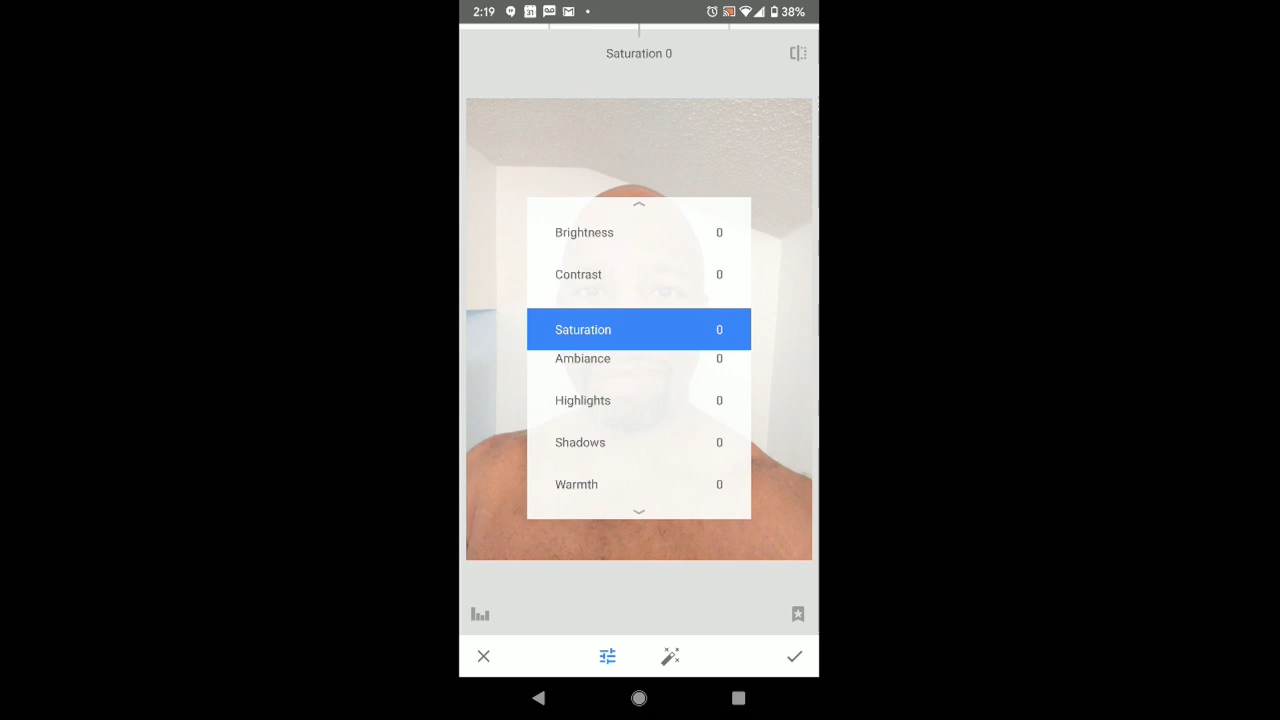 2:19 31 38%
Saturation 0
Brightness 0
Contrast 0
Saturation 0
Ambiance 0
Highlights 0
Shadows 0
Warmth 0